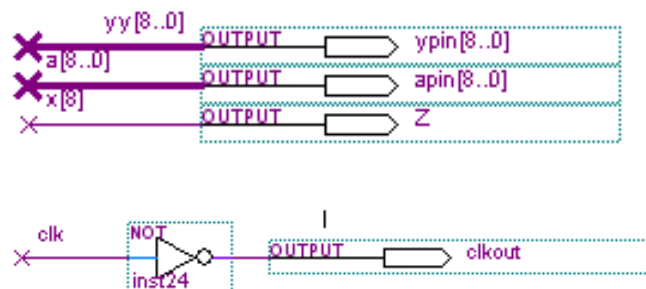 yy[8..0]
OUTPUT ypin[8..0]
a[8..0]
OUTPUT apin[8..0]
x[8]
OUTPUT Z
clk NOT OUTPUT clkout
inst24